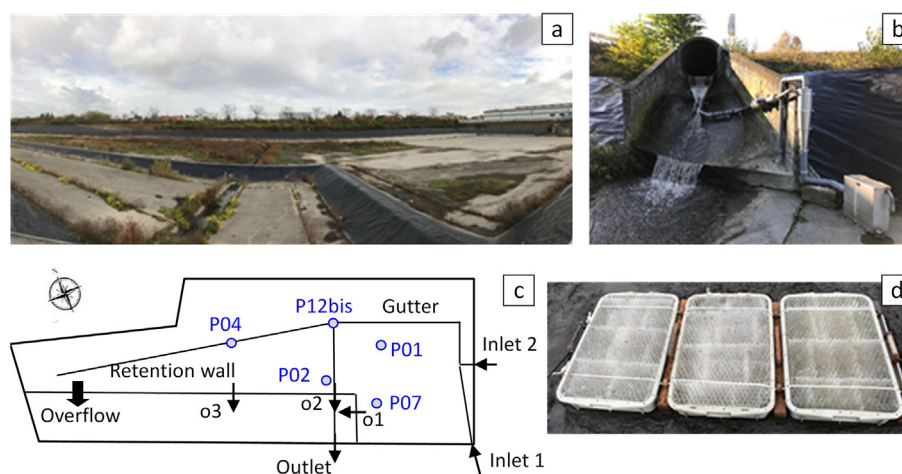 a
b
c
P12bis
Gutter
P04
P01
Inlet 2
Retention wall
P02
o2
P07
o1
Overflow
o3
Outlet
Inlet 1
d